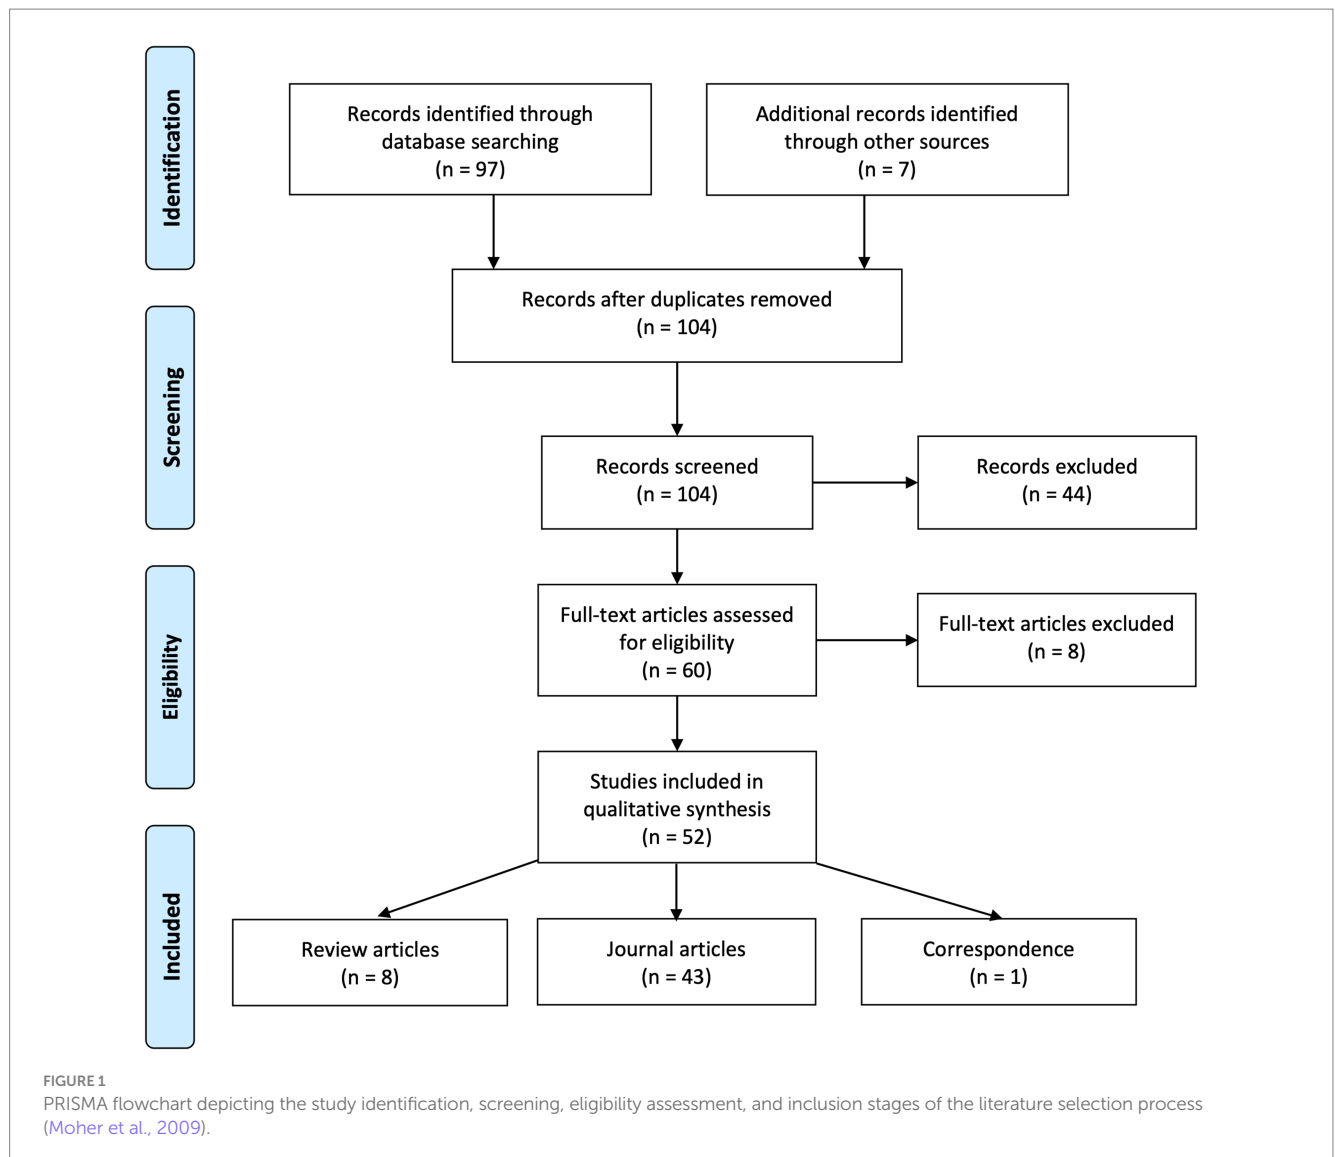 Identification
Records identified through
database searching
(n = 97)
Additional records identified
through other sources
(n = 7)
Records after duplicates removed
(n = 104)
Screening
Records screened
(n = 104)
Records excluded
(n = 44)
Eligibility
Full-text articles assessed
for eligibility
(n = 60)
Full-text articles excluded
(n = 8)
Studies included in
qualitative synthesis
(n = 52)
Included
Review articles
(n = 8)
Journal articles
(n = 43)
Correspondence
(n = 1)
FIGURE 1
PRISMA flowchart depicting the study identification, screening, eligibility assessment, and inclusion stages of the literature selection process
(Moher et al., 2009).